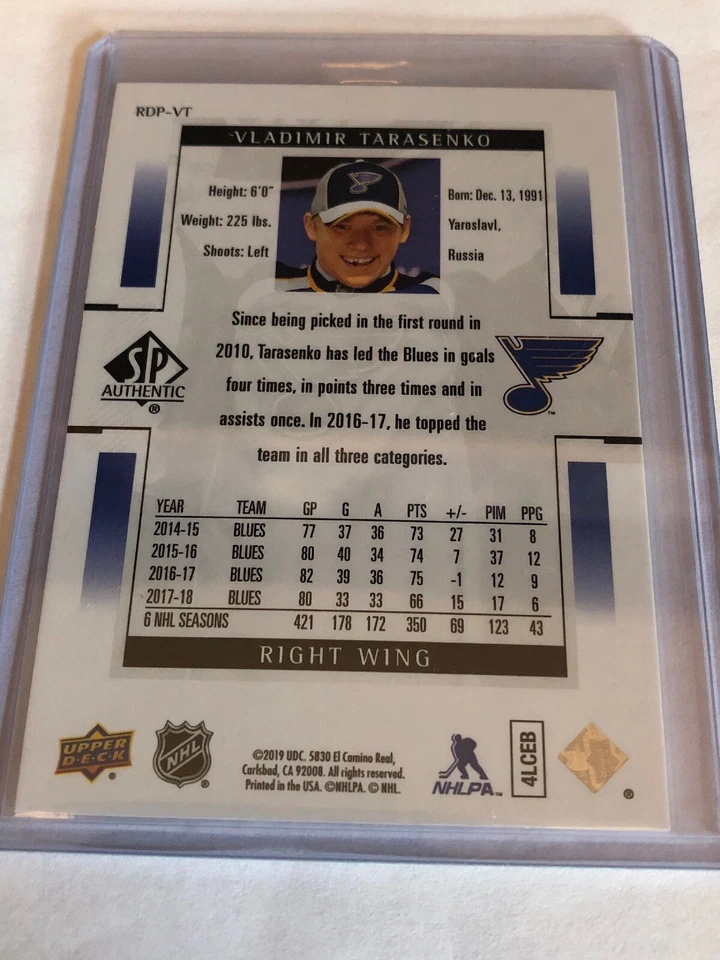 RDP-VT
VLADIMIR TARASENKO
Height: 6'0"
Weight: 225 lbs.
Shoots: Left
Born: Dec. 13, 1991
Yaroslavl,
Russia
Since being picked in the first round in
2010, Tarasenko has led the Blues in goals
four times, in points three times and in
assists once. In 2016-17, he topped the
team in all three categories.
SP
AUTHENTIC
®
™
YEAR TEAM GP G A PTS +/- PIM PPG
2014-15 BLUES 77 37 36 73 27 31 8
2015-16 BLUES 80 40 34 74 7 37 12
2016-17 BLUES 82 39 36 75 -1 12 9
2017-18 BLUES 80 33 33 66 15 17 6
6 NHL SEASONS 421 178 172 350 69 123 43
RIGHT WING
UPPER
D·E·C·K
®
NHL
®
©2019 UDC. 5830 El Camino Real,
Carlsbad, CA 92008. All rights reserved.
Printed in the USA. ©NHLPA. © NHL.
NHLPA
™
4LCEB
®